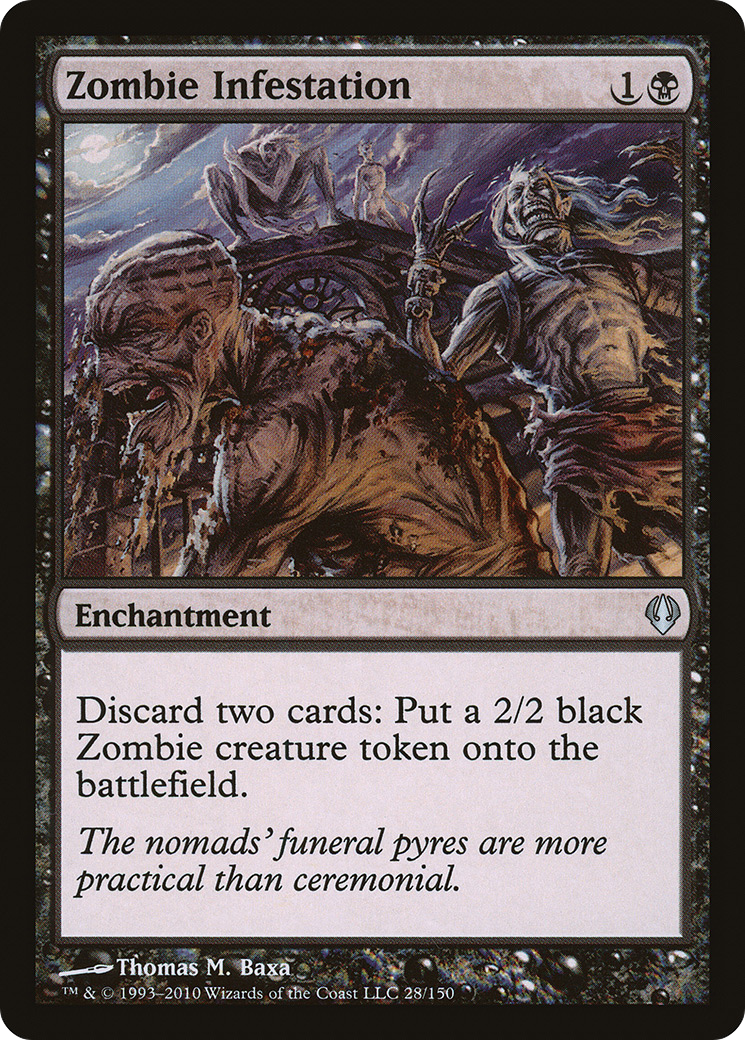 Zombie Infestation 1
Enchantment
Discard two cards: Put a 2/2 black
Zombie creature token onto the
battlefield.
The nomads' funeral pyres are more
practical than ceremonial.
Thomas M. Baxa
™ & © 1993–2010 Wizards of the Coast LLC 28/150